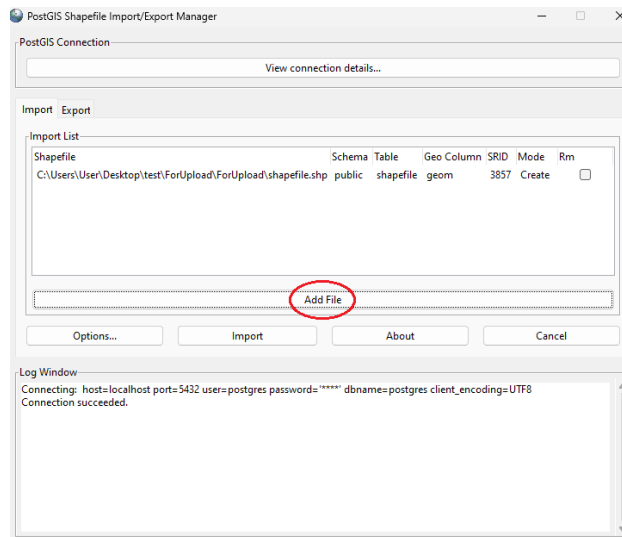 PostGIS Shapefile Import/Export Manager
PostGIS Connection
View connection details...
Import Export
Import List
Shapefile Schema Table Geo Column SRID Mode Rm
C:\Users\User\Desktop\test\ForUpload\ForUpload\shapefile.shp public shapefile geom 3857 Create
Add File
Options... Import About Cancel
Log Window
Connecting: host=localhost port=5432 user=postgres password='****' dbname=postgres client_encoding=UTF8
Connection succeeded.